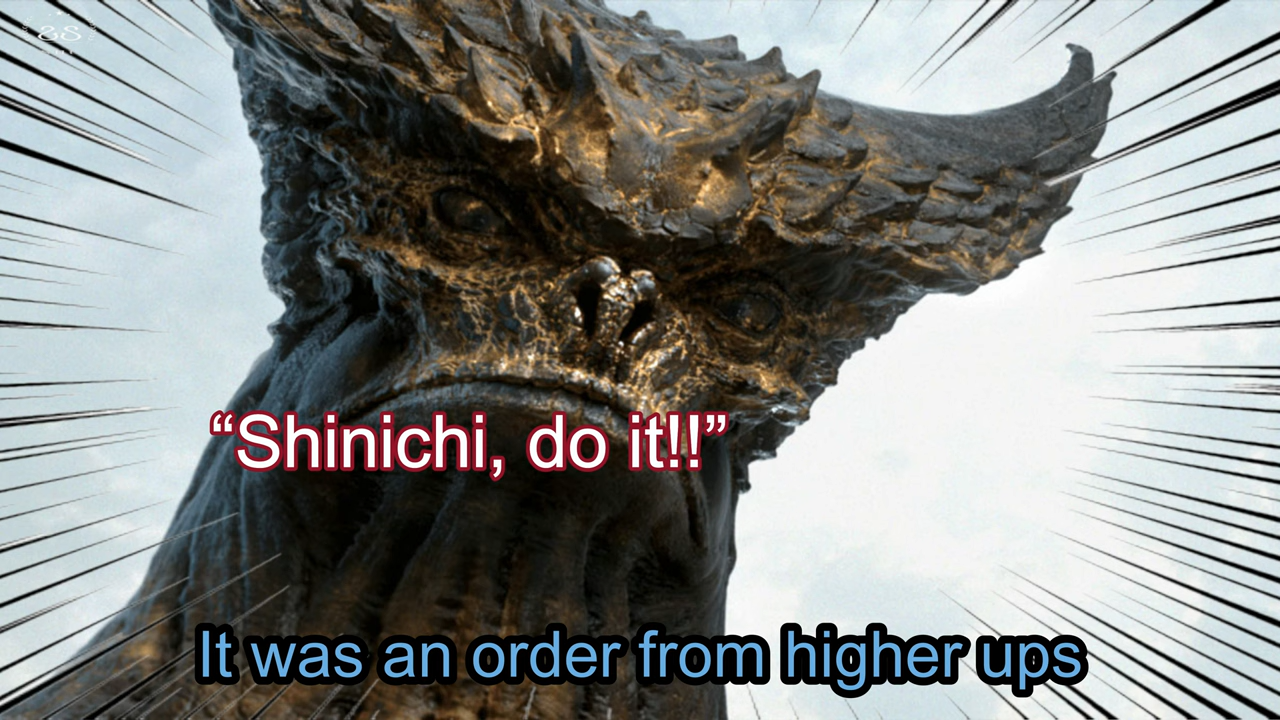 “Shinichi, do it!!”
It was an order from higher ups